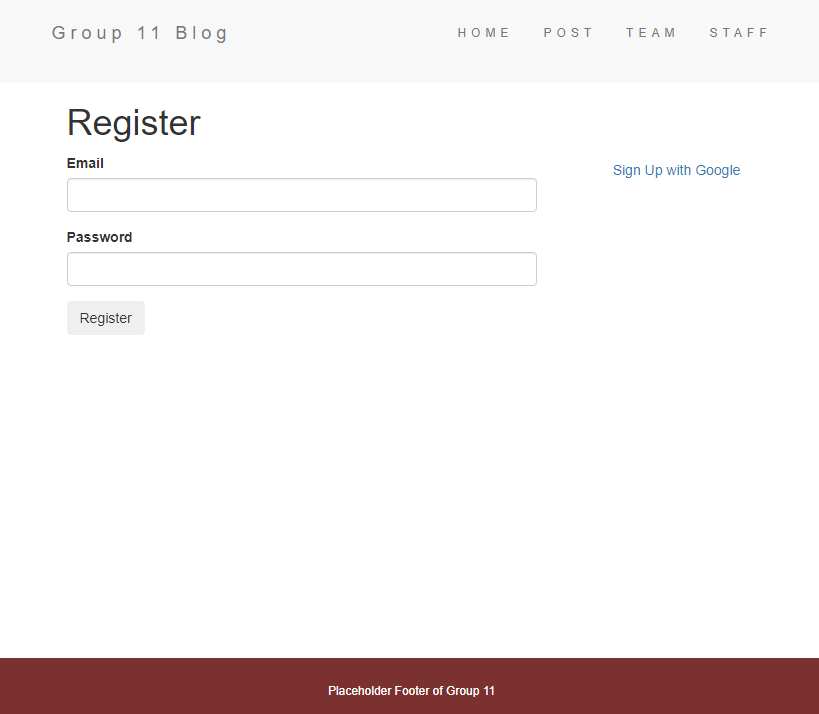 Group 11 Blog
HOME POST TEAM STAFF
Register
Email
Sign Up with Google
Password
Register
Placeholder Footer of Group 11